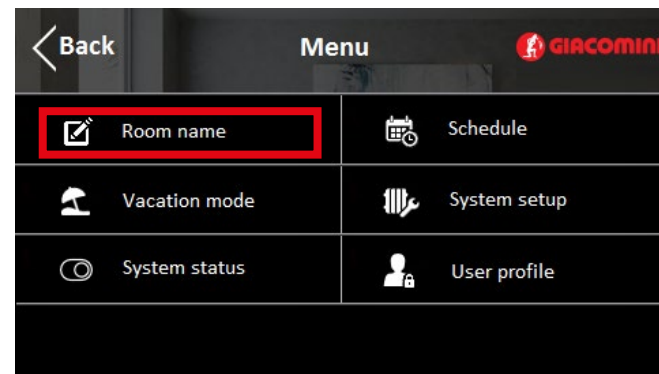 Back
Menu
GIACOMINI
Room name
Schedule
Vacation mode
System setup
System status
User profile